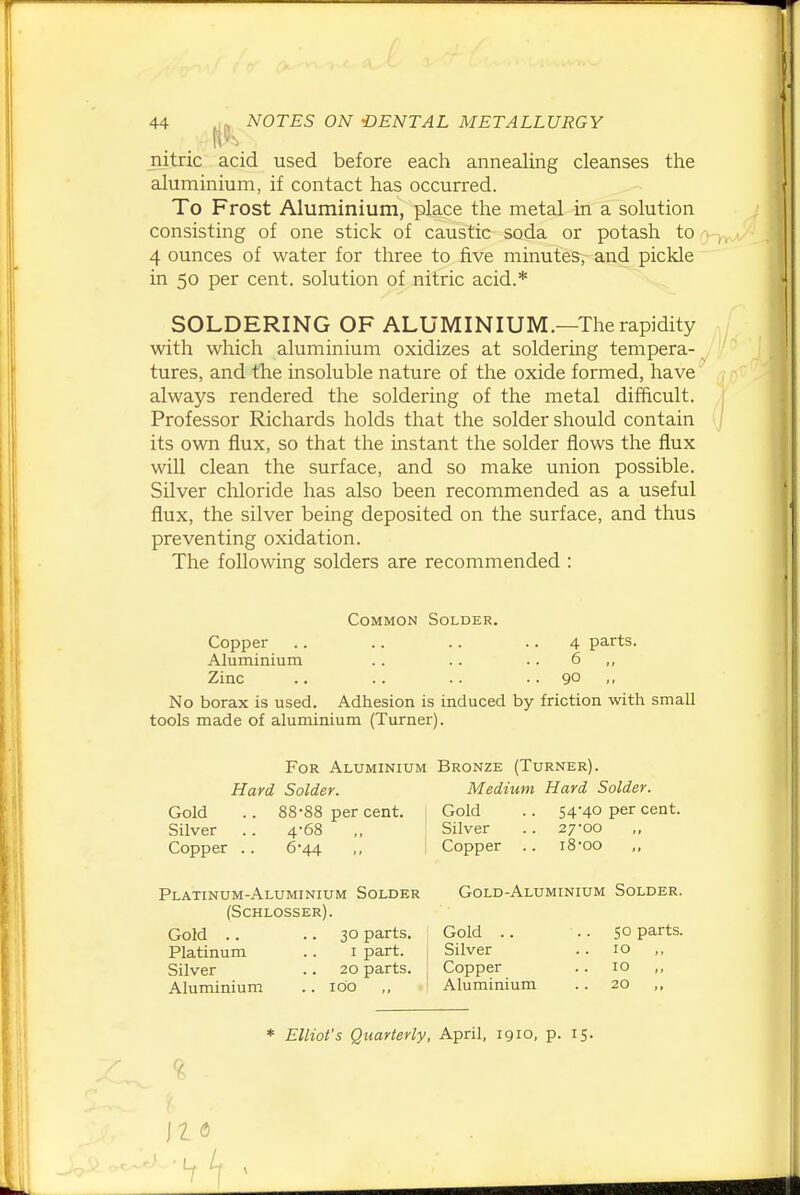 44 NOTES ON DENTAL METALLURGY
nitric acid used before each annealing cleanses the
aluminium, if contact has occurred.
To Frost Aluminium, place the metal in a solution
consisting of one stick of caustic soda or potash to
4 ounces of water for three to five minutes, and pickle
in 50 per cent. solution of nitric acid.*
SOLDERING OF ALUMINIUM.—The rapidity
with which aluminium oxidizes at soldering tempera-
tures, and the insoluble nature of the oxide formed, have
always rendered the soldering of the metal difficult.
Professor Richards holds that the solder should contain
its own flux, so that the instant the solder flows the flux
will clean the surface, and so make union possible.
Silver chloride has also been recommended as a useful
flux, the silver being deposited on the surface, and thus
preventing oxidation.
The following solders are recommended :
COMMON SOLDER.
Copper .. .. .. .. 4 parts.
Aluminium .. .. .. 6 ,,
Zinc .. .. .. .. 90 ,,
No borax is used. Adhesion is induced by friction with small
tools made of aluminium (Turner).
FOR ALUMINIUM BRONZE (TURNER).
Hard Solder. Medium Hard Solder.
Gold .. 88·88 per cent. Gold .. 54·40 per cent.
Silver .. 4·68 ,, Silver .. 27·00 ,,
Copper .. 6·44 ,, Copper .. 18·00 ,,
PLATINUM-ALUMINIUM SOLDER GOLD-ALUMINIUM SOLDER.
(SCHLOSSER).
Gold .. .. 30 parts. Gold .. .. 50 parts.
Platinum .. 1 part. Silver .. 10 ,,
Silver .. 20 parts. Copper .. 10 ,,
Aluminium .. 100 ,, Aluminium .. 20 ,,
* Elliot's Quarterly, April, 1910, p. 15.